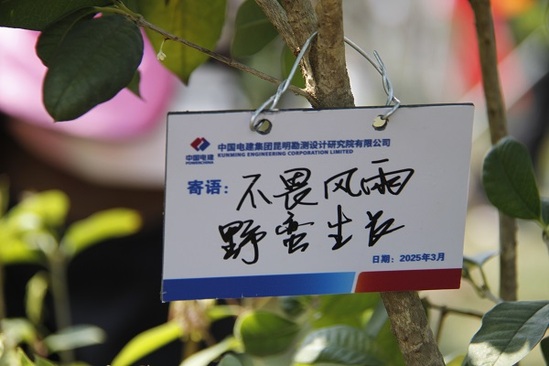 中国电建
POWERCHINA
中国电建集团昆明勘测设计研究院有限公司
KUNMING ENGINEERING CORPORATION LIMITED
寄语：不畏风雨
野蛮生长
日期：2025年3月